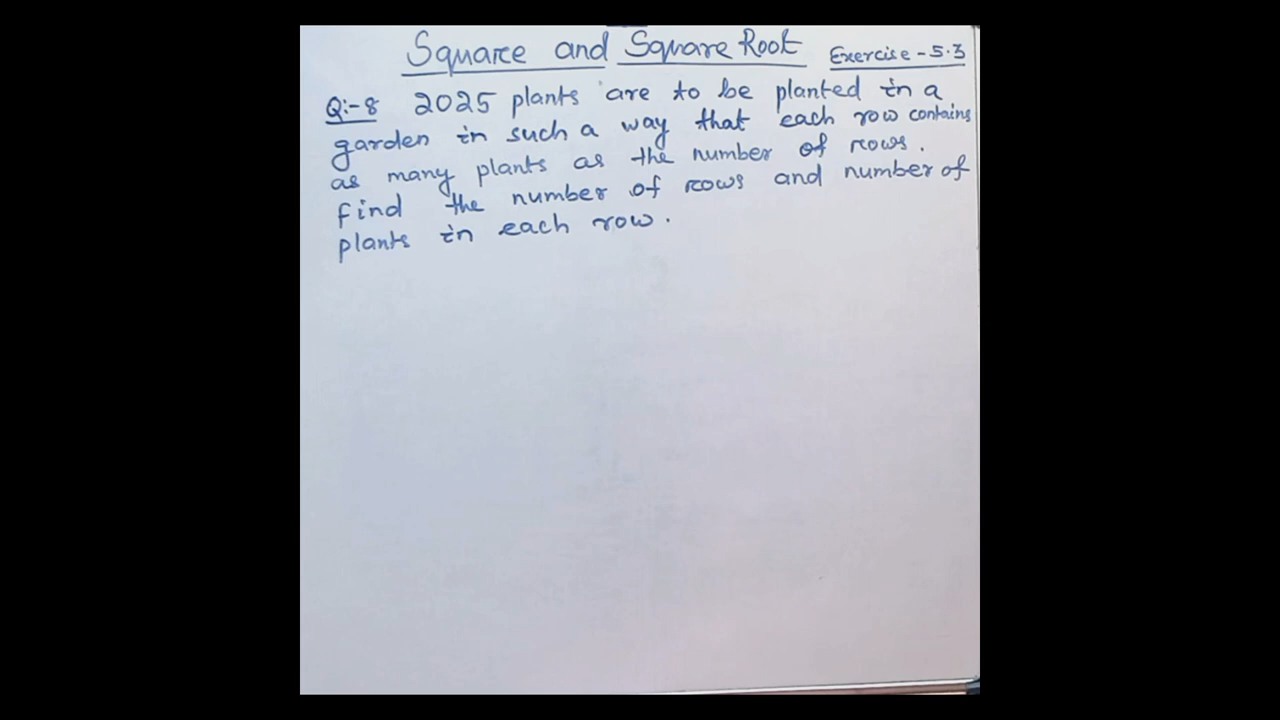 Square and Square Root Exercise - 5.3
Q:-8 2025 plants are to be planted in a
garden in such a way that each row contains
as many plants as the number of rows.
find the number of rows and number of
plants in each row.